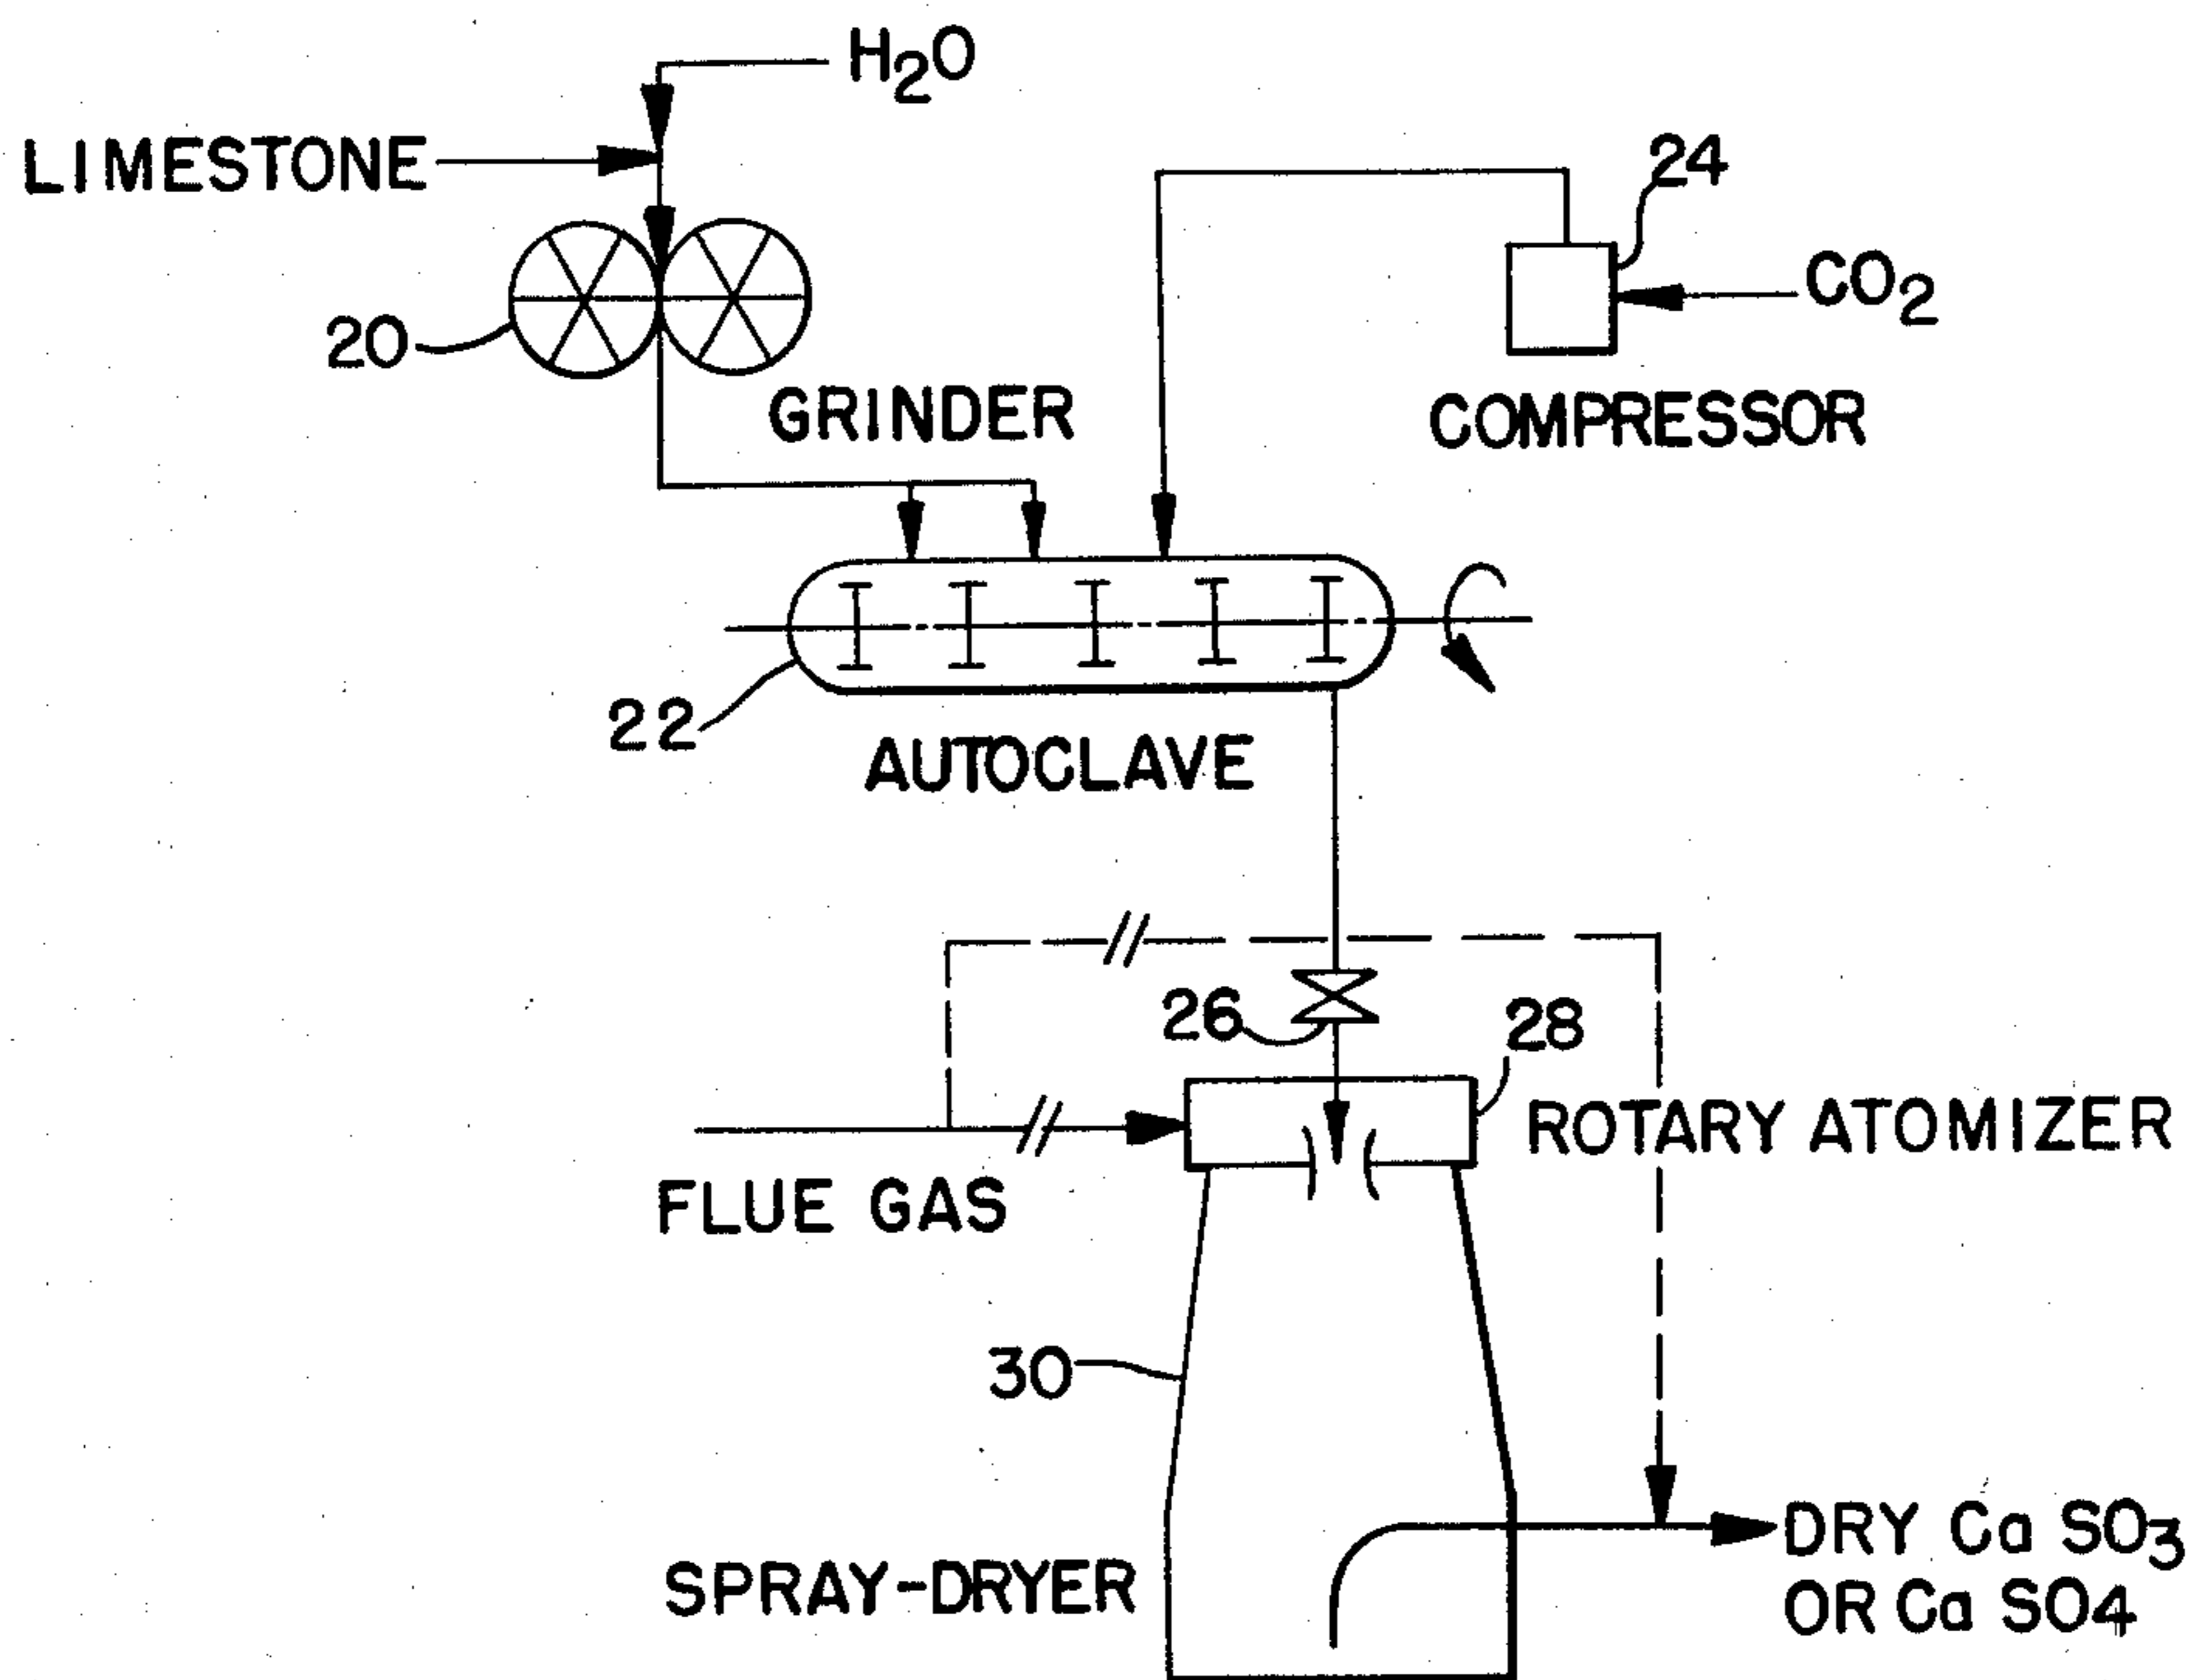 H2O
LIMESTONE
24
CO2
20
GRINDER
COMPRESSOR
22
AUTOCLAVE
26
28
ROTARY ATOMIZER
FLUE GAS
30
DRY Ca SO3
SPRAY-DRYER
OR Ca SO4